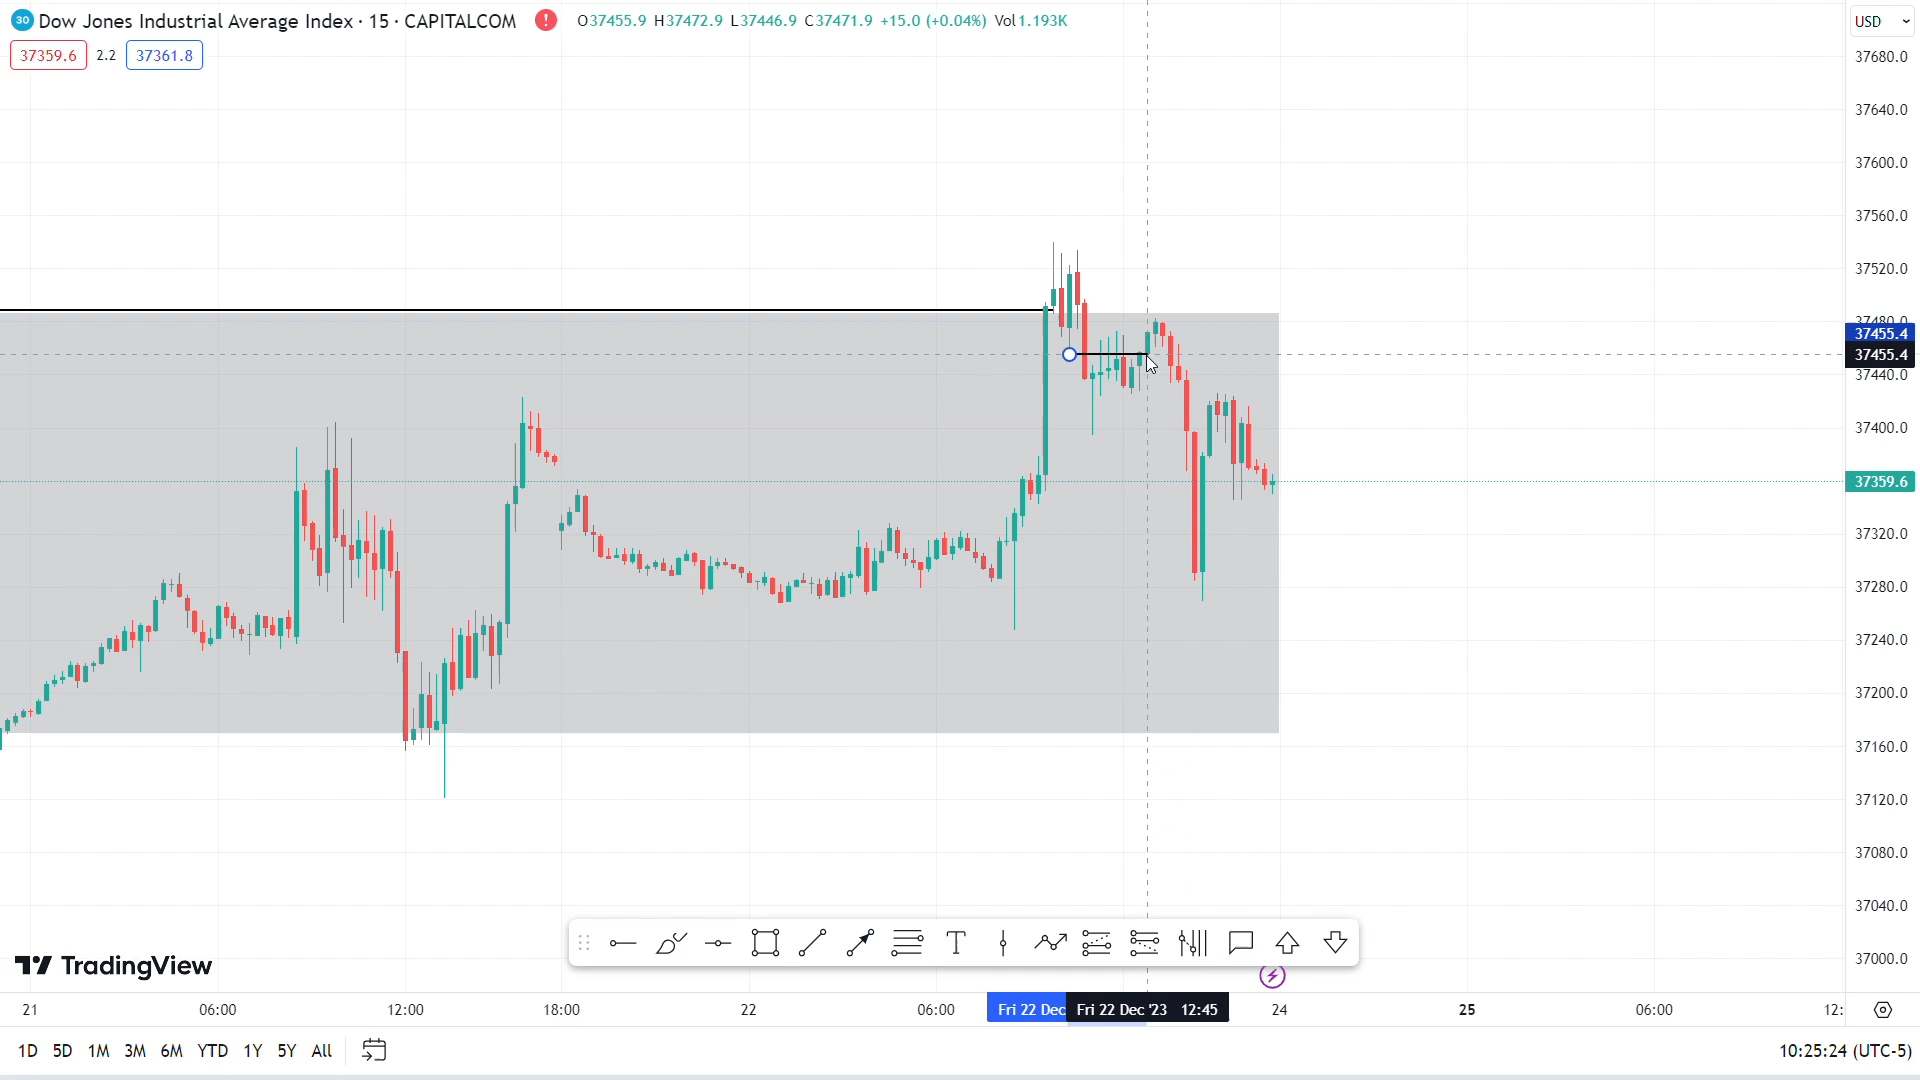 30 Dow Jones Industrial Average Index · 15 · CAPITALCOM ! O37455.9 H37472.9 L37446.9 C37471.9 +15.0 (+0.04%) Vol1.193K
USD
37359.6 2.2 37361.8
37680.0
37640.0
37600.0
37560.0
37520.0
37480.0
37455.4
37455.4
37440.0
37400.0
37359.6
37320.0
37280.0
37240.0
37200.0
37160.0
37120.0
37080.0
37040.0
37000.0
T
TradingView
21 06:00 12:00 18:00 22 06:00 Fri 22 Dec Fri 22 Dec '23 12:45 24 25 06:00 12:
1D 5D 1M 3M 6M YTD 1Y 5Y All 10:25:24 (UTC-5)